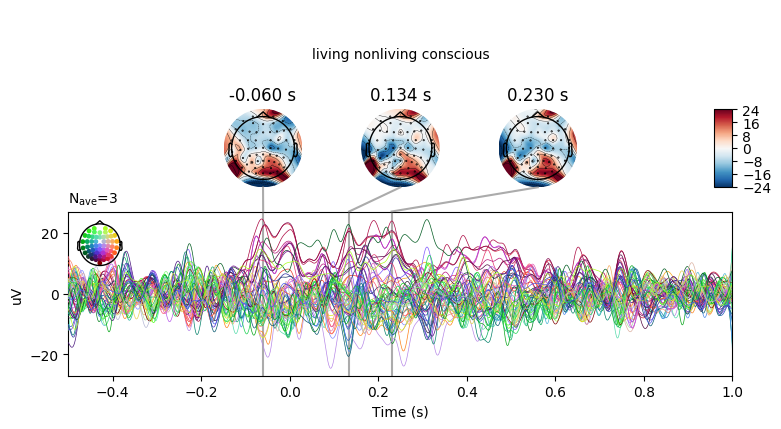 living nonliving conscious
-0.060 s 0.134 s 0.230 s
24
16
8
0
−8
−16
−24
Nave=3
20
0
−20
uV
−0.4 −0.2 0.0 0.2 0.4 0.6 0.8 1.0
Time (s)